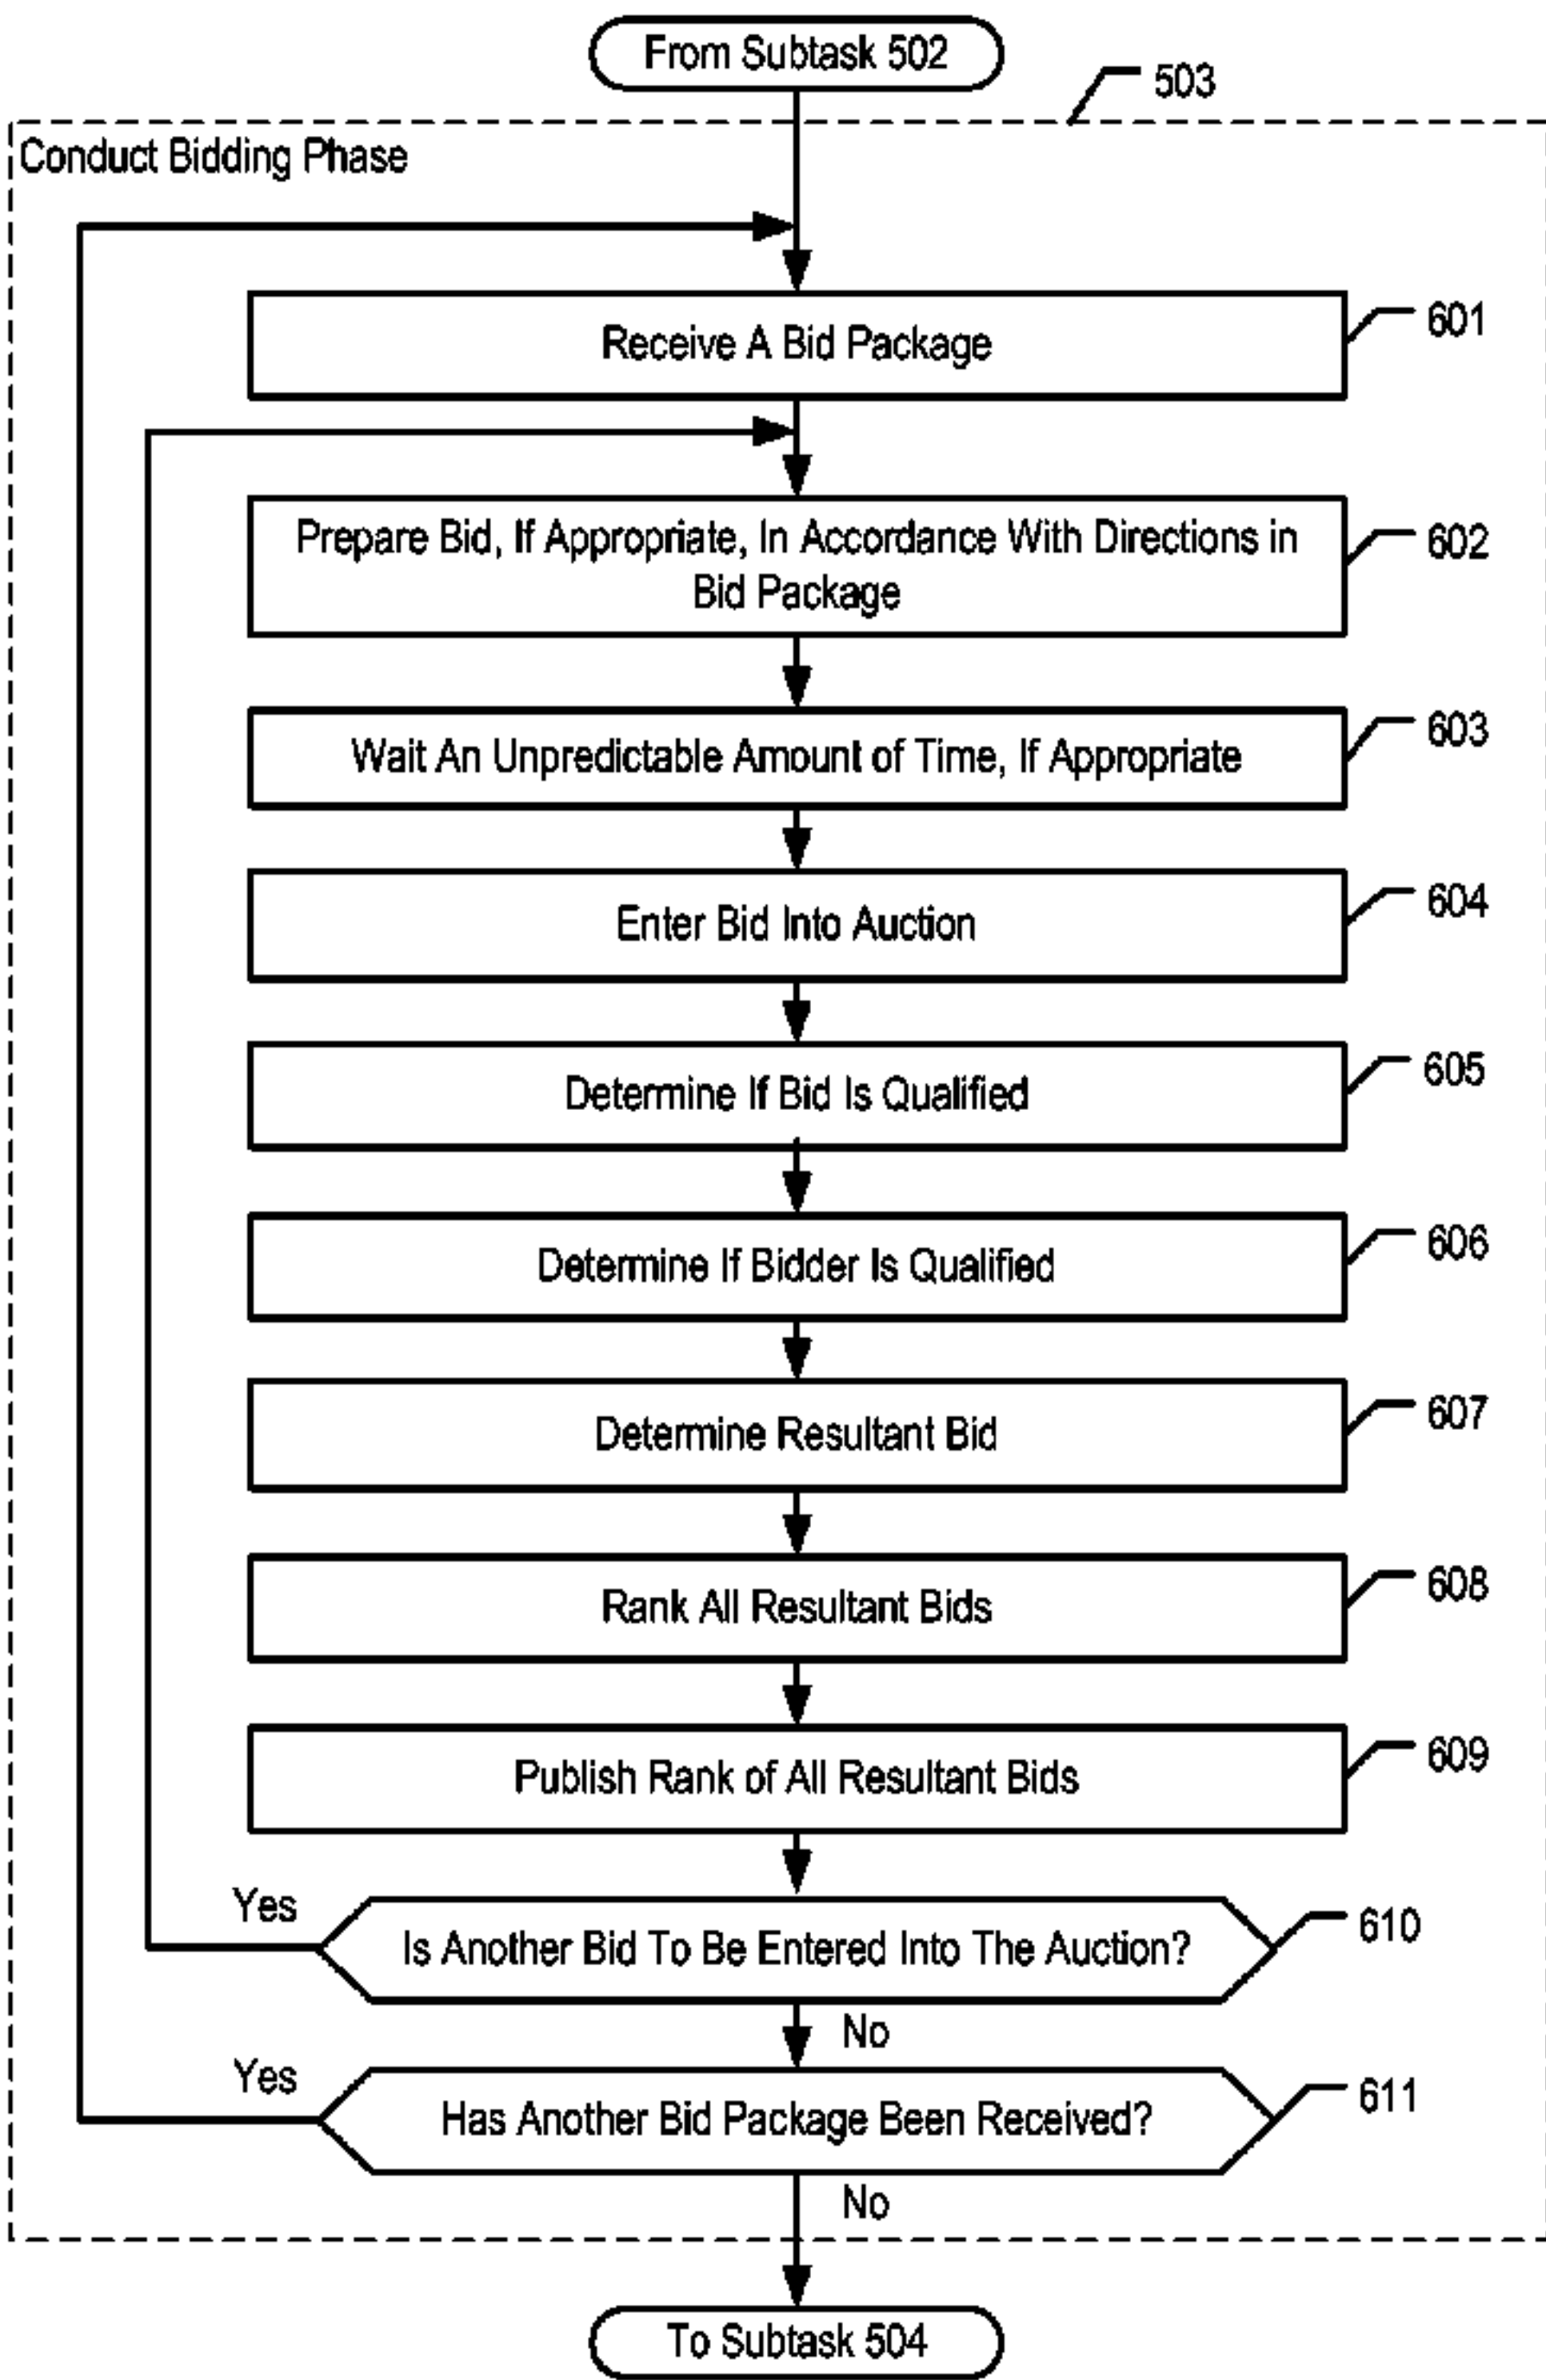 From Subtask 502
503
Conduct Bidding Phase
Receive A Bid Package
601
Prepare Bid, If Appropriate, In Accordance With Directions in
Bid Package
602
Wait An Unpredictable Amount of Time, If Appropriate
603
Enter Bid Into Auction
604
Determine If Bid Is Qualified
605
Determine If Bidder Is Qualified
606
Determine Resultant Bid
607
Rank All Resultant Bids
608
Publish Rank of All Resultant Bids
609
Yes
Is Another Bid To Be Entered Into The Auction?
610
No
Yes
Has Another Bid Package Been Received?
611
No
To Subtask 504